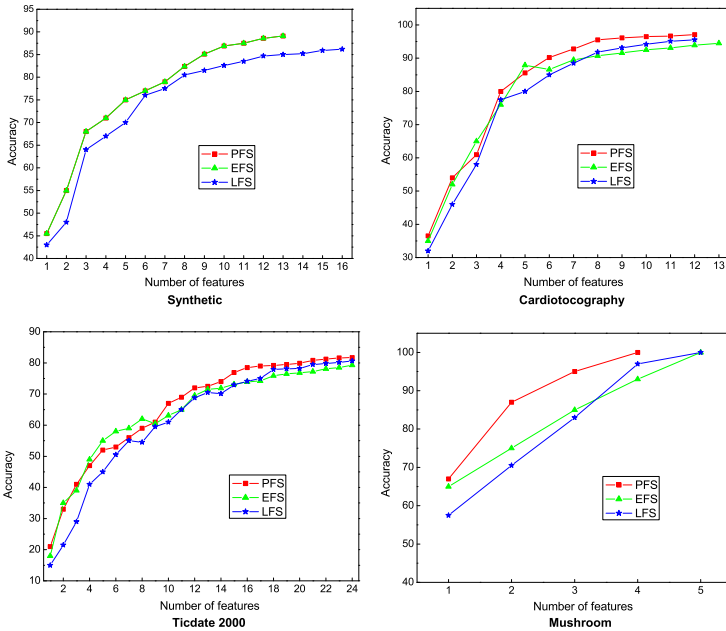 95
90
85
80
75
70
65
60
55
50
45
40
Accuracy
PFS
EFS
LFS
1 2 3 4 5 6 7 8 9 10 11 12 13 14 15 16
Number of features
Synthetic
100
90
80
70
60
50
40
30
Accuracy
PFS
EFS
LFS
1 2 3 4 5 6 7 8 9 10 11 12 13
Number of features
Cardiotocography
90
80
70
60
50
40
30
20
10
Accuracy
PFS
EFS
LFS
2 4 6 8 10 12 14 16 18 20 22 24
Number of features
Ticdate 2000
100
90
80
70
60
50
40
Accuracy
PFS
EFS
LFS
1 2 3 4 5
Number of features
Mushroom